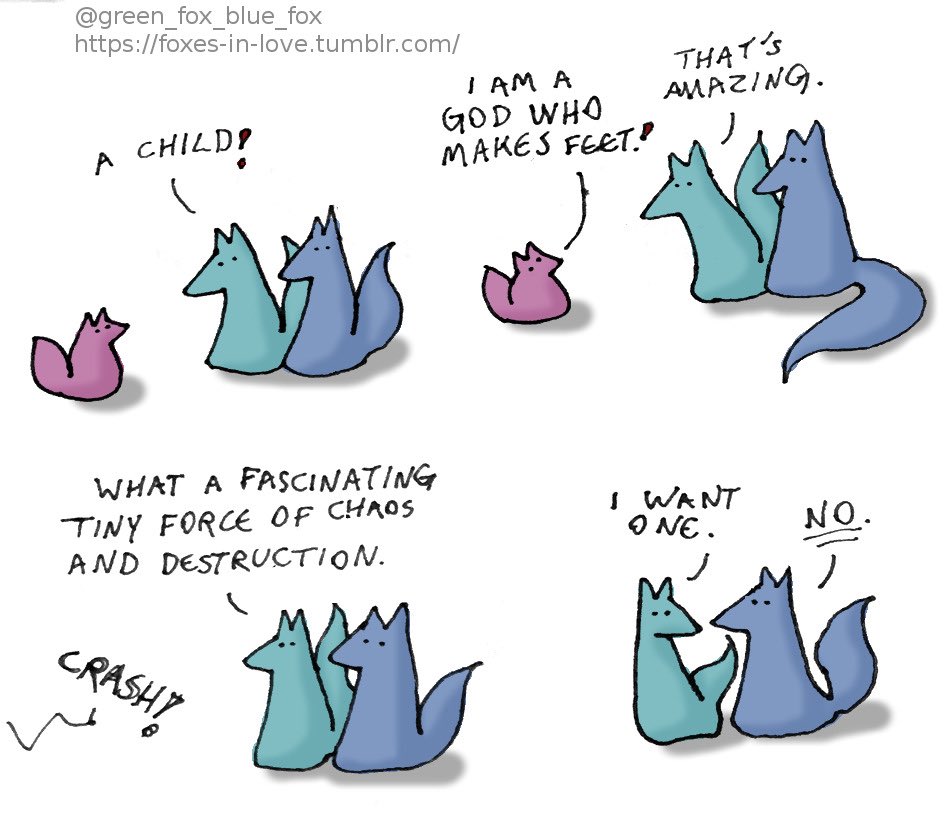 @green_fox_blue_fox
https://foxes-in-love.tumblr.com/
A CHILD!
I AM A
GOD WHO
MAKES FEET!
THAT'S
AMAZING.
WHAT A FASCINATING
TINY FORCE OF CHAOS
AND DESTRUCTION.
CRASH!
I WANT
ONE.
NO.